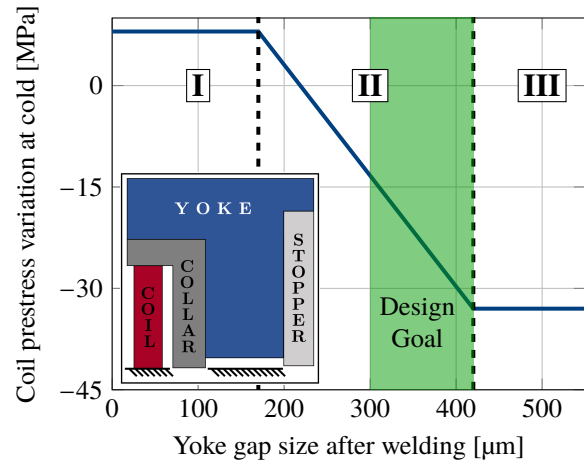 Coil prestress variation at cold [MPa]
0
−15
−30
−45
I
II
III
YOKE
STOPPER
COLLAR
COIL
Design
Goal
0
100
200
300
400
500
Yoke gap size after welding [µm]